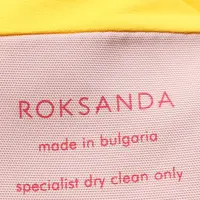 ROKSANDA
made in bulgaria
specialist dry clean only